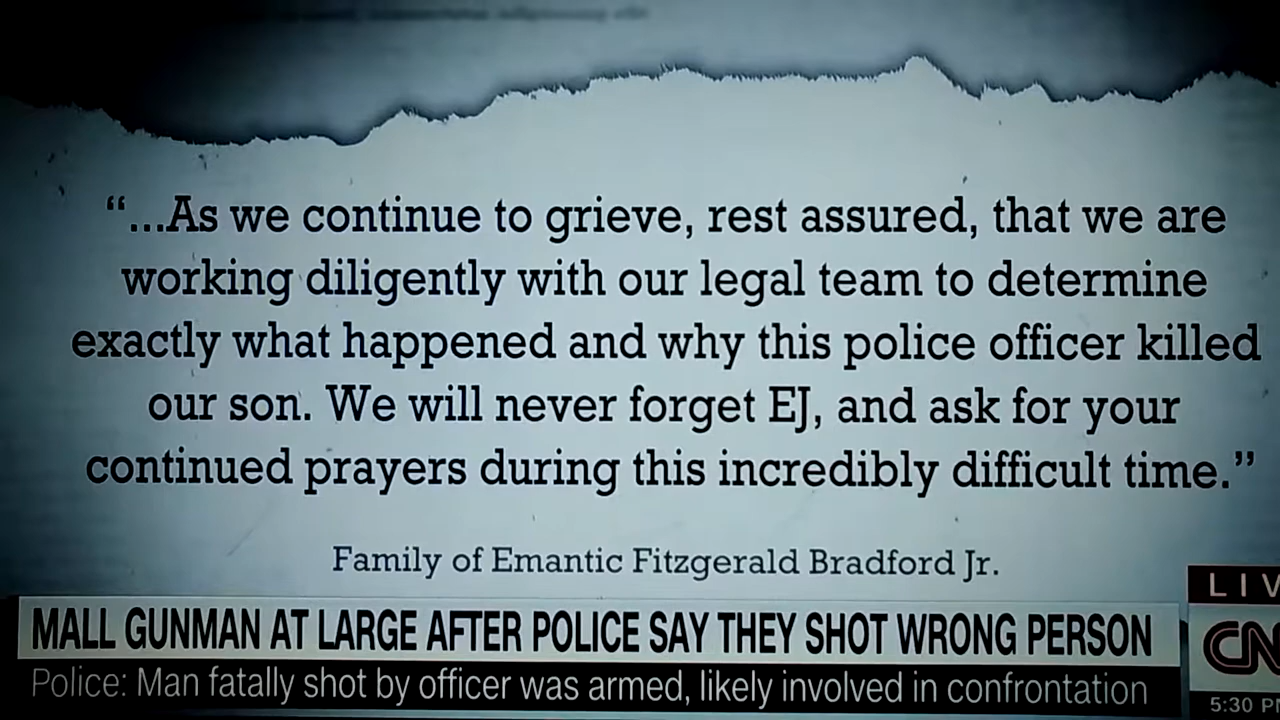 “...As we continue to grieve, rest assured, that we are
working diligently with our legal team to determine
exactly what happened and why this police officer killed
our son. We will never forget EJ, and ask for your
continued prayers during this incredibly difficult time.”
Family of Emantic Fitzgerald Bradford Jr.
LIV
MALL GUNMAN AT LARGE AFTER POLICE SAY THEY SHOT WRONG PERSON
CN
Police: Man fatally shot by officer was armed, likely involved in confrontation
5:30 P